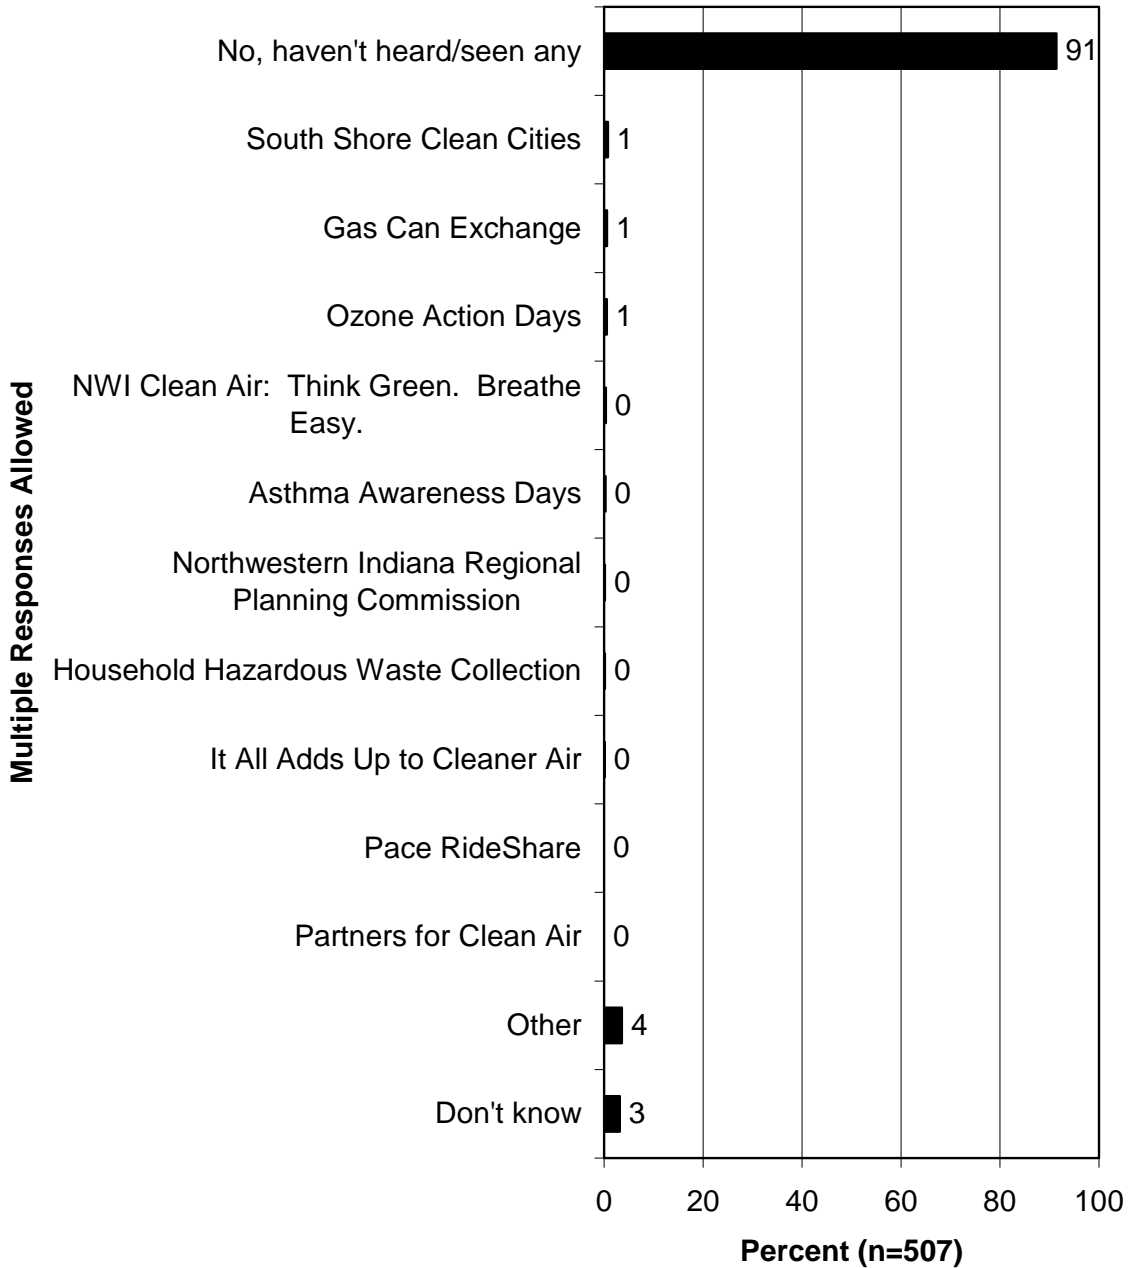 Multiple Responses Allowed
No, haven't heard/seen any 91
South Shore Clean Cities 1
Gas Can Exchange 1
Ozone Action Days 1
NWI Clean Air:  Think Green.  Breathe
Easy. 0
Asthma Awareness Days 0
Northwestern Indiana Regional
Planning Commission 0
Household Hazardous Waste Collection 0
It All Adds Up to Cleaner Air 0
Pace RideShare 0
Partners for Clean Air 0
Other 4
Don't know 3
0 20 40 60 80 100
Percent (n=507)